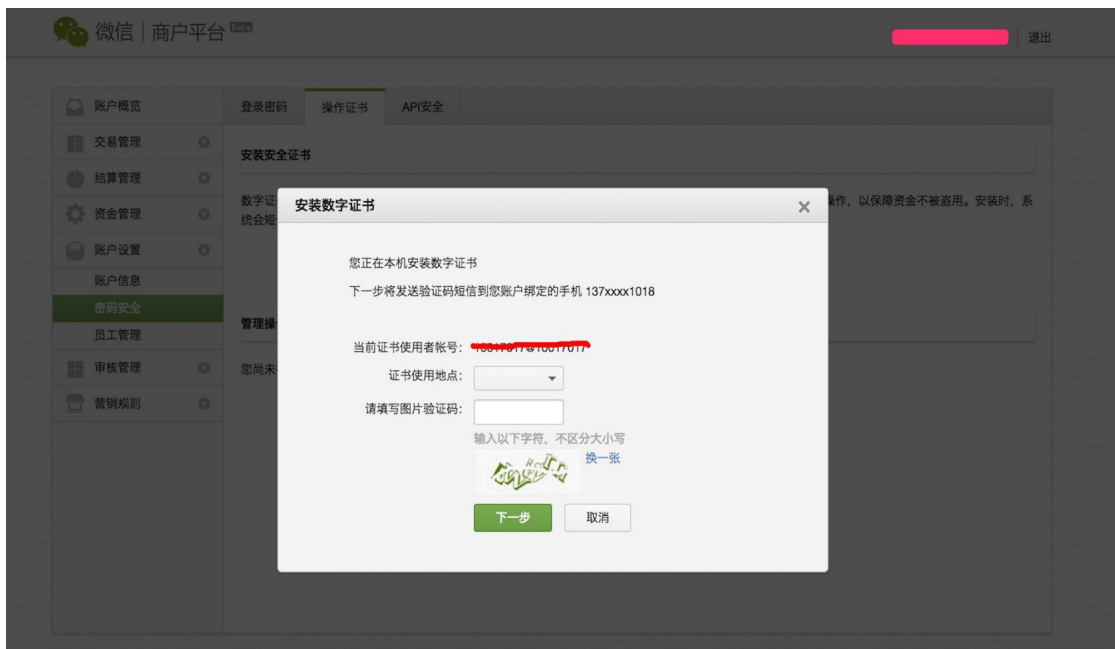 微信 | 商户平台 Beta
退出
账户概览
交易管理
结算管理
资金管理
账户设置
账户信息
密码安全
员工管理
审核管理
营销规则
登录密码 操作证书 API安全
安装安全证书
数字证
操作，以保障资金不被盗用。安装时，系
统会短
管理操
您尚未
安装数字证书
您正在本机安装数字证书
下一步将发送验证码短信到您账户绑定的手机 137xxxx1018
当前证书使用者帐号：
证书使用地点：
请填写图片验证码：
输入以下字符，不区分大小写
换一张
下一步 取消